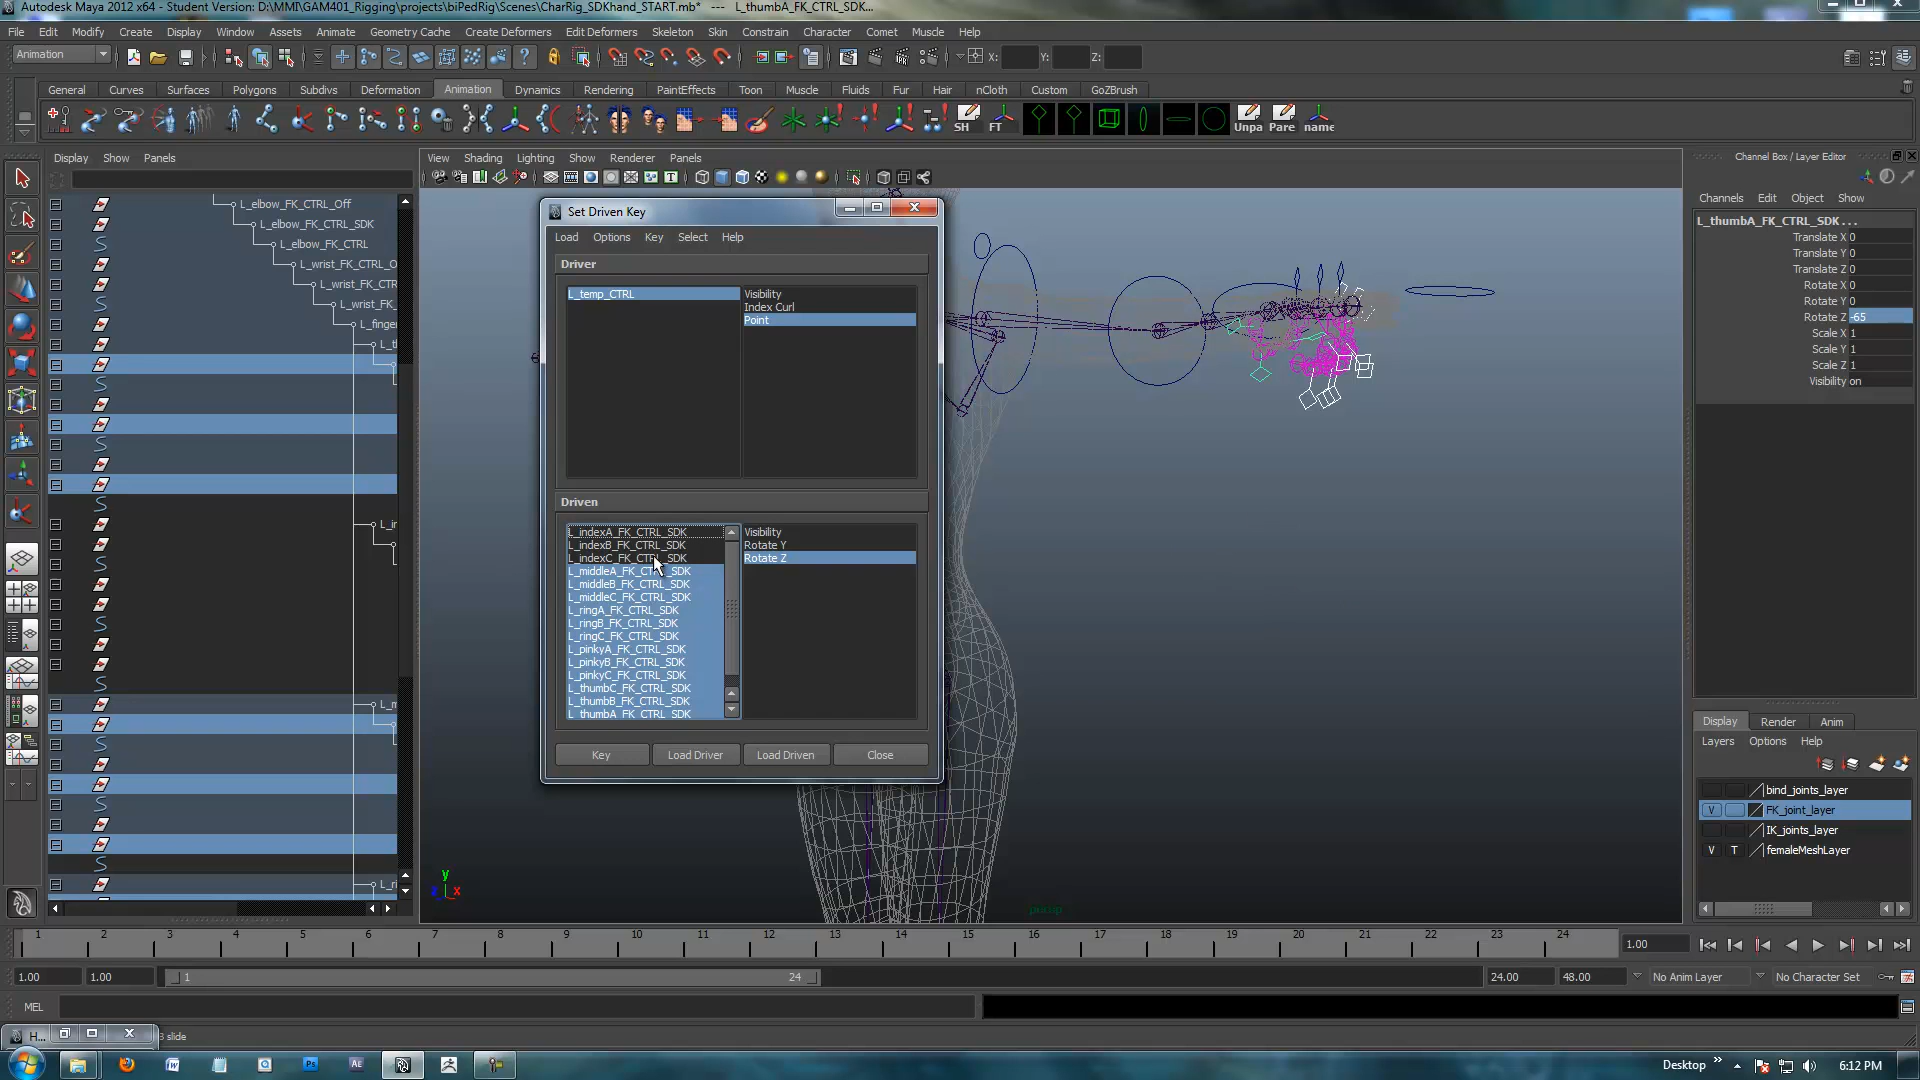 Autodesk Maya 2012 x64 - Student Version: D:\MMI\GAM401_Rigging\projects\biPedRig\Scenes\CharRig_SDKhand_START.mb*   ---   L_thumbA_FK_CTRL_SDK...
File Edit Modify Create Display Window Assets Animate Geometry Cache Create Deformers Edit Deformers Skeleton Skin Constrain Character Comet Muscle Help
Animation X: Y: Z:
General Curves Surfaces Polygons Subdivs Deformation Animation Dynamics Rendering PaintEffects Toon Muscle Fluids Fur Hair nCloth Custom GoZBrush
SH FT Unpa Pare name
Display Show Panels
View Shading Lighting Show Renderer Panels
Channel Box / Layer Editor
Channels Edit Object Show
L_thumbA_FK_CTRL_SDK . . .
Translate X 0
Translate Y 0
Translate Z 0
Rotate X 0
Rotate Y 0
Rotate Z -65
Scale X 1
Scale Y 1
Scale Z 1
Visibility on
L_elbow_FK_CTRL_Off
L_elbow_FK_CTRL_SDK
L_elbow_FK_CTRL
L_wrist_FK_CTRL_O
L_wrist_FK_CTR
L_wrist_FK_
L_finger
L_t
L_ir
L_m
L_ri
Set Driven Key
Load Options Key Select Help
Driver
L_temp_CTRL
Visibility
Index Curl
Point
Driven
L_indexA_FK_CTRL_SDK
L_indexB_FK_CTRL_SDK
L_indexC_FK_CTRL_SDK
L_middleA_FK_CTRL_SDK
L_middleB_FK_CTRL_SDK
L_middleC_FK_CTRL_SDK
L_ringA_FK_CTRL_SDK
L_ringB_FK_CTRL_SDK
L_ringC_FK_CTRL_SDK
L_pinkyA_FK_CTRL_SDK
L_pinkyB_FK_CTRL_SDK
L_pinkyC_FK_CTRL_SDK
L_thumbC_FK_CTRL_SDK
L_thumbB_FK_CTRL_SDK
L_thumbA_FK_CTRL_SDK
Visibility
Rotate Y
Rotate Z
Key Load Driver Load Driven Close
y
z x
persp
Display Render Anim
Layers Options Help
bind_joints_layer
V FK_joint_layer
IK_joints_layer
V T femaleMeshLayer
1 2 3 4 5 6 7 8 9 10 11 12 13 14 15 16 17 18 19 20 21 22 23 24 1.00
1.00 1.00 1 24 24.00 48.00 No Anim Layer No Character Set
MEL
H...
slide
Desktop » 6:12 PM